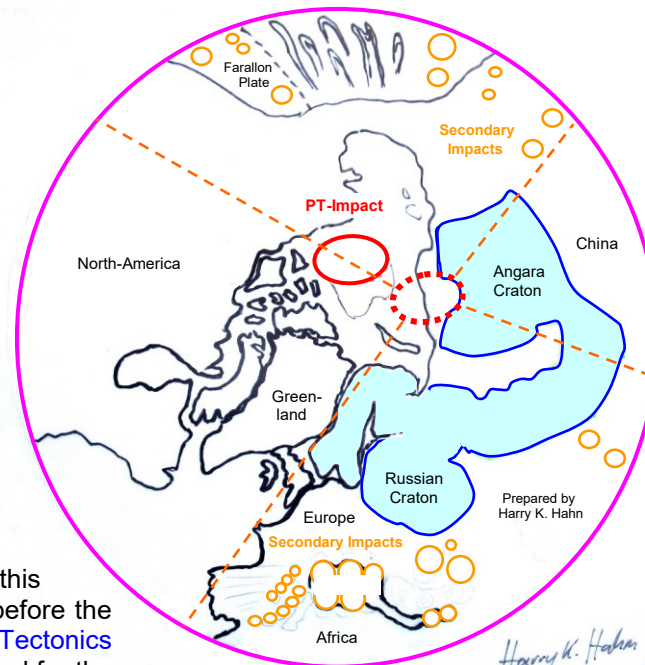 Farallon
Plate
Secondary
Impacts
PT-Impact
China
North-America
Angara
Craton
Green-
land
Russian
Craton
Prepared by
Harry K. Hahn
Europe
Secondary Impacts
this
before the
Tectonics
Africa
Harry K. Hahn